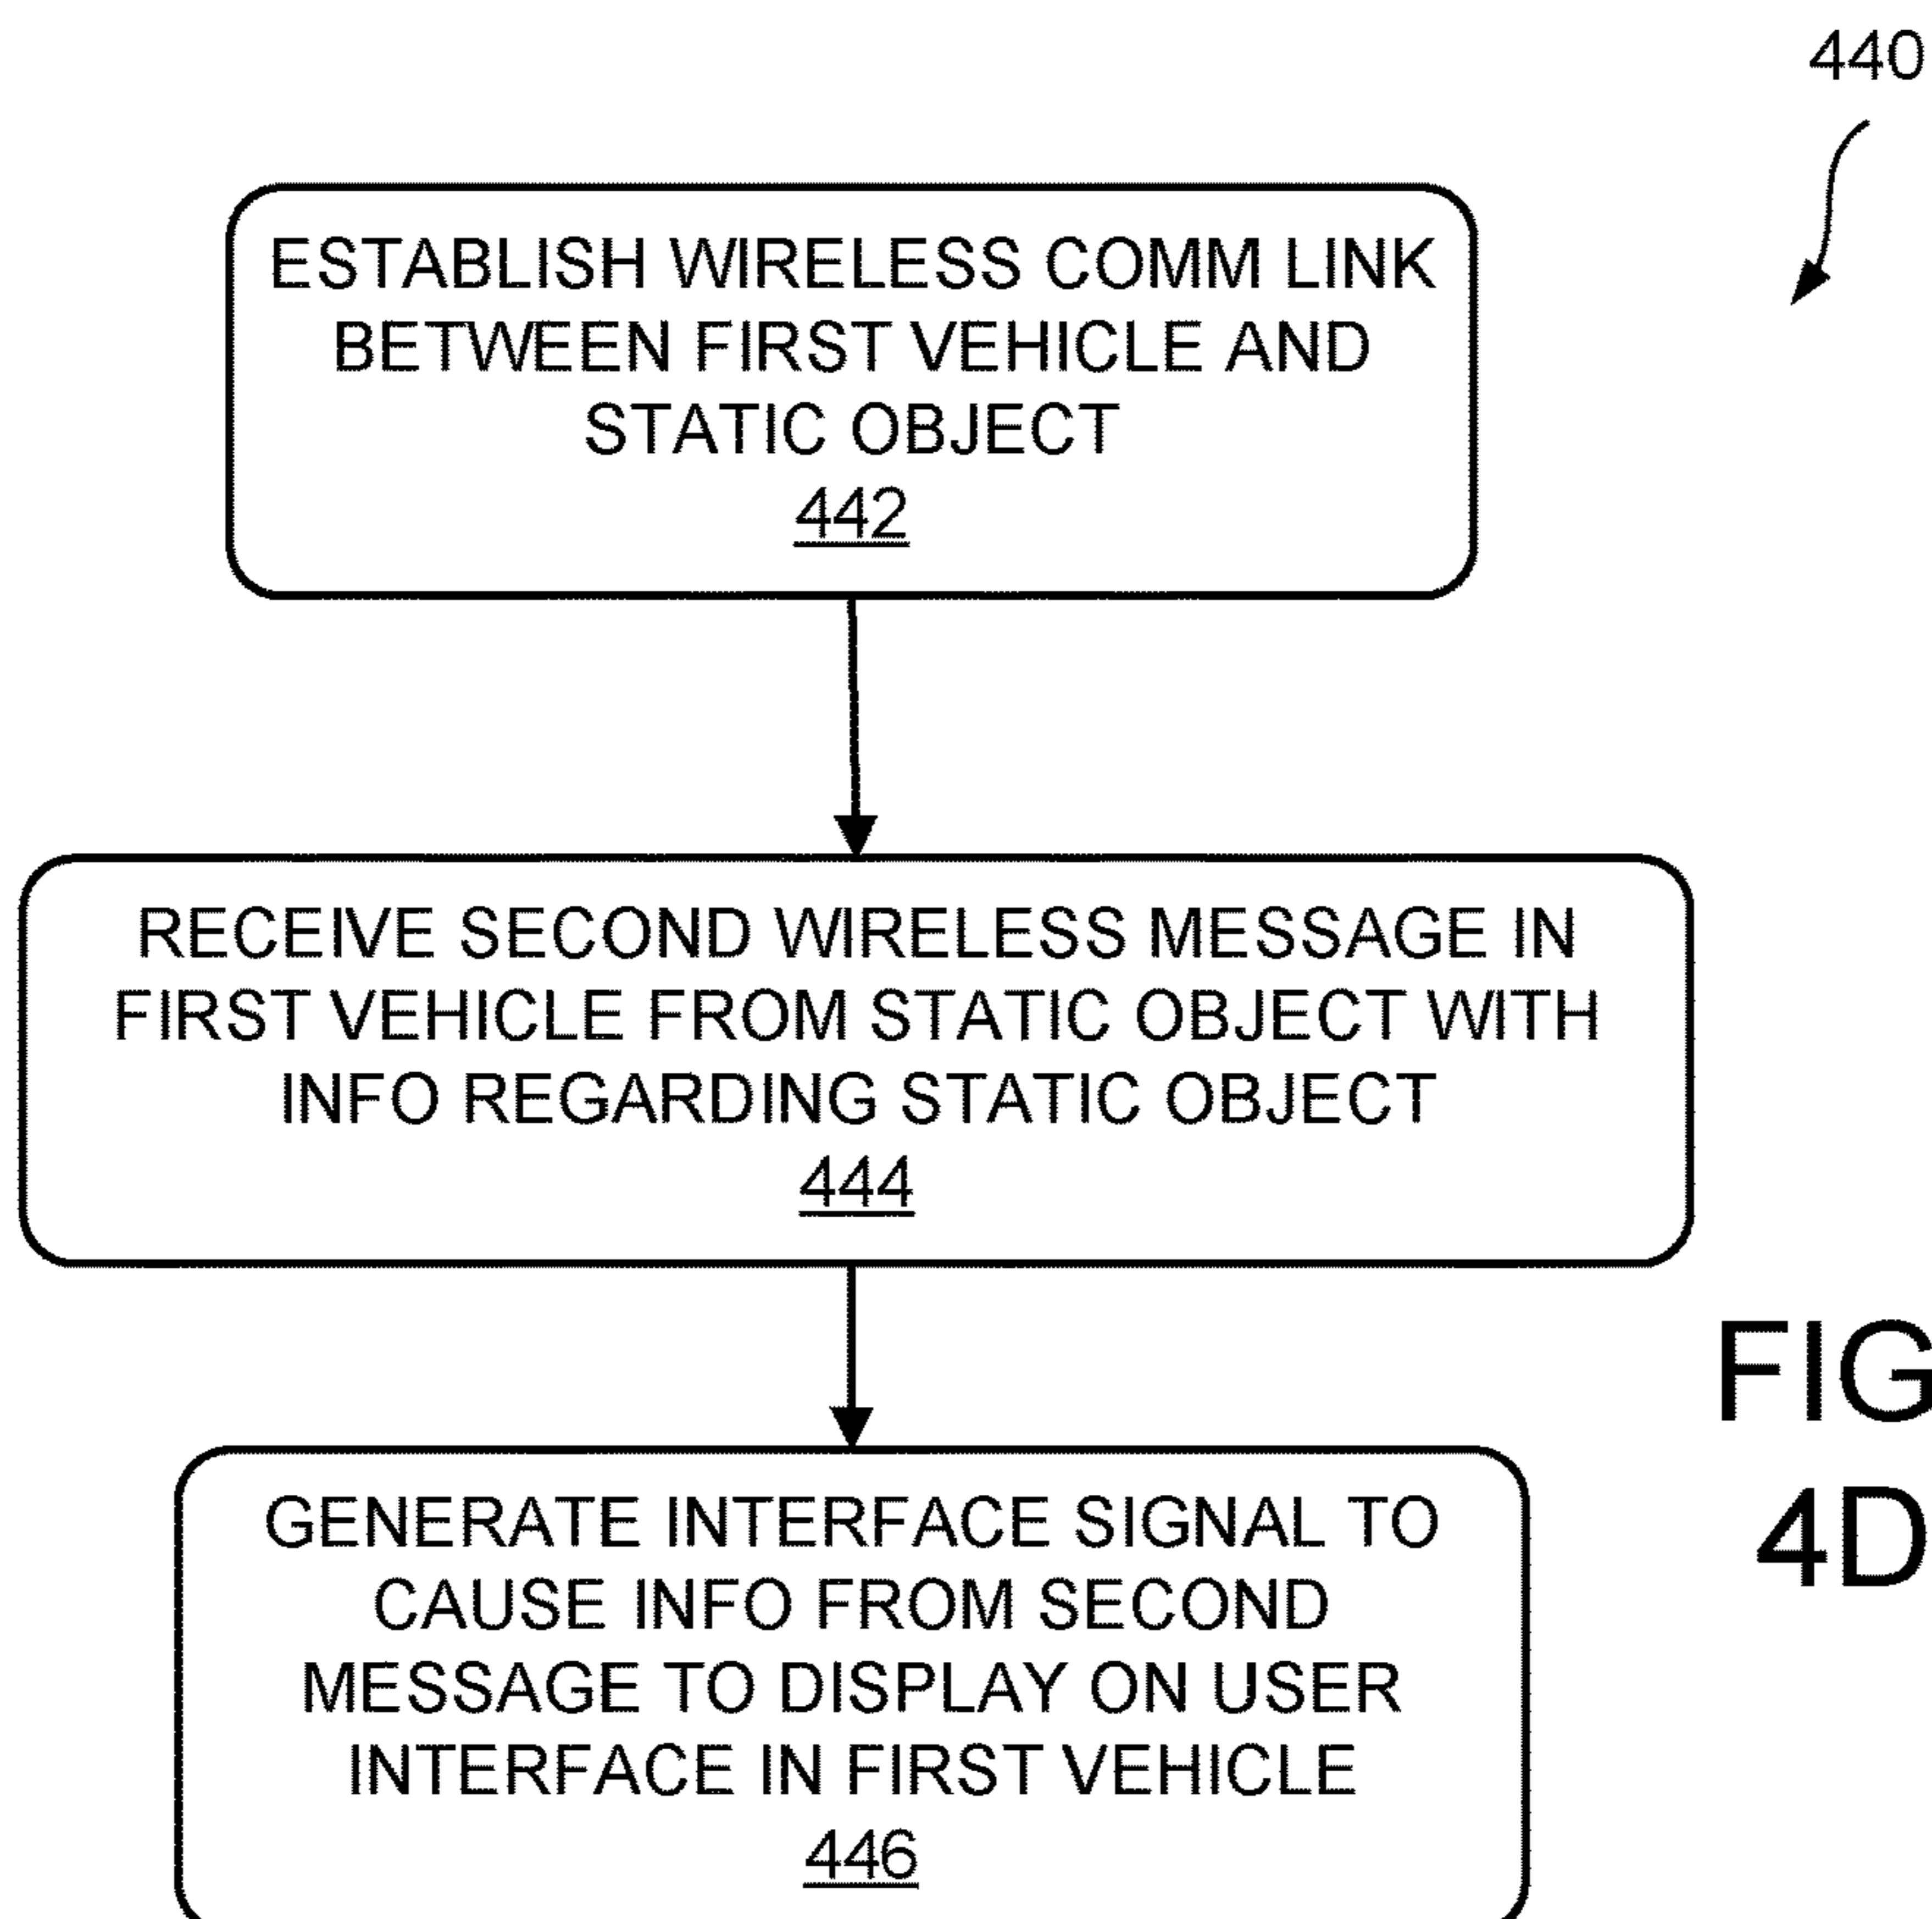 440
ESTABLISH WIRELESS COMM LINK
BETWEEN FIRST VEHICLE AND
STATIC OBJECT
442
RECEIVE SECOND WIRELESS MESSAGE IN
FIRST VEHICLE FROM STATIC OBJECT WITH
INFO REGARDING STATIC OBJECT
444
GENERATE INTERFACE SIGNAL TO
CAUSE INFO FROM SECOND
MESSAGE TO DISPLAY ON USER
INTERFACE IN FIRST VEHICLE
446
FIG
4D